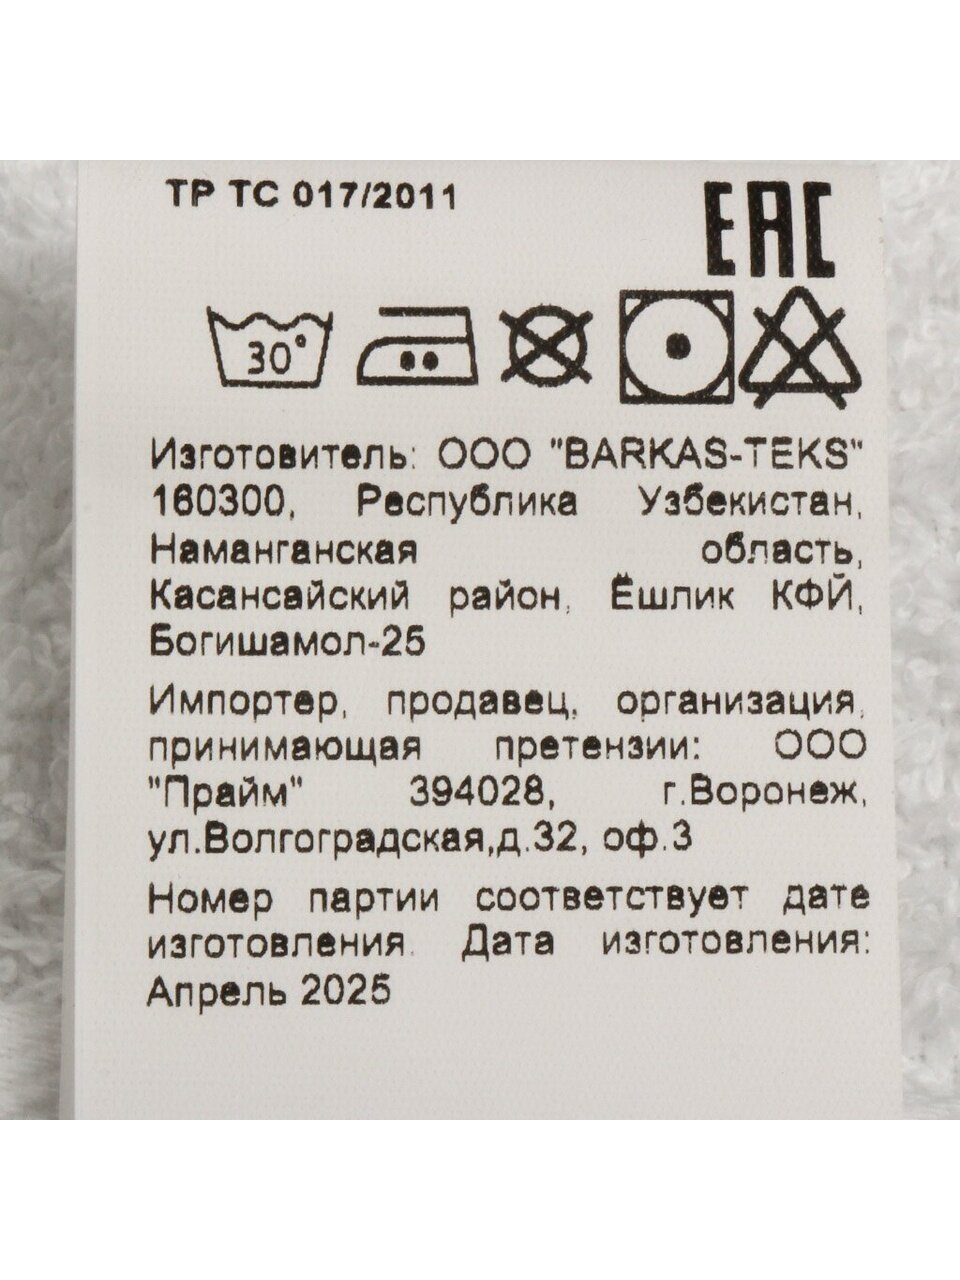 ТР ТС 017/2011
EAC
30°
Изготовитель: ООО "BARKAS-TEKS"
160300, Республика Узбекистан,
Наманганская область,
Касансайский район, Ёшлик КФЙ,
Богишамол-25
Импортер, продавец, организация,
принимающая претензии: ООО
"Прайм" 394028, г.Воронеж,
ул.Волгоградская,д.32, оф.3
Номер партии соответствует дате
изготовления. Дата изготовления:
Апрель 2025